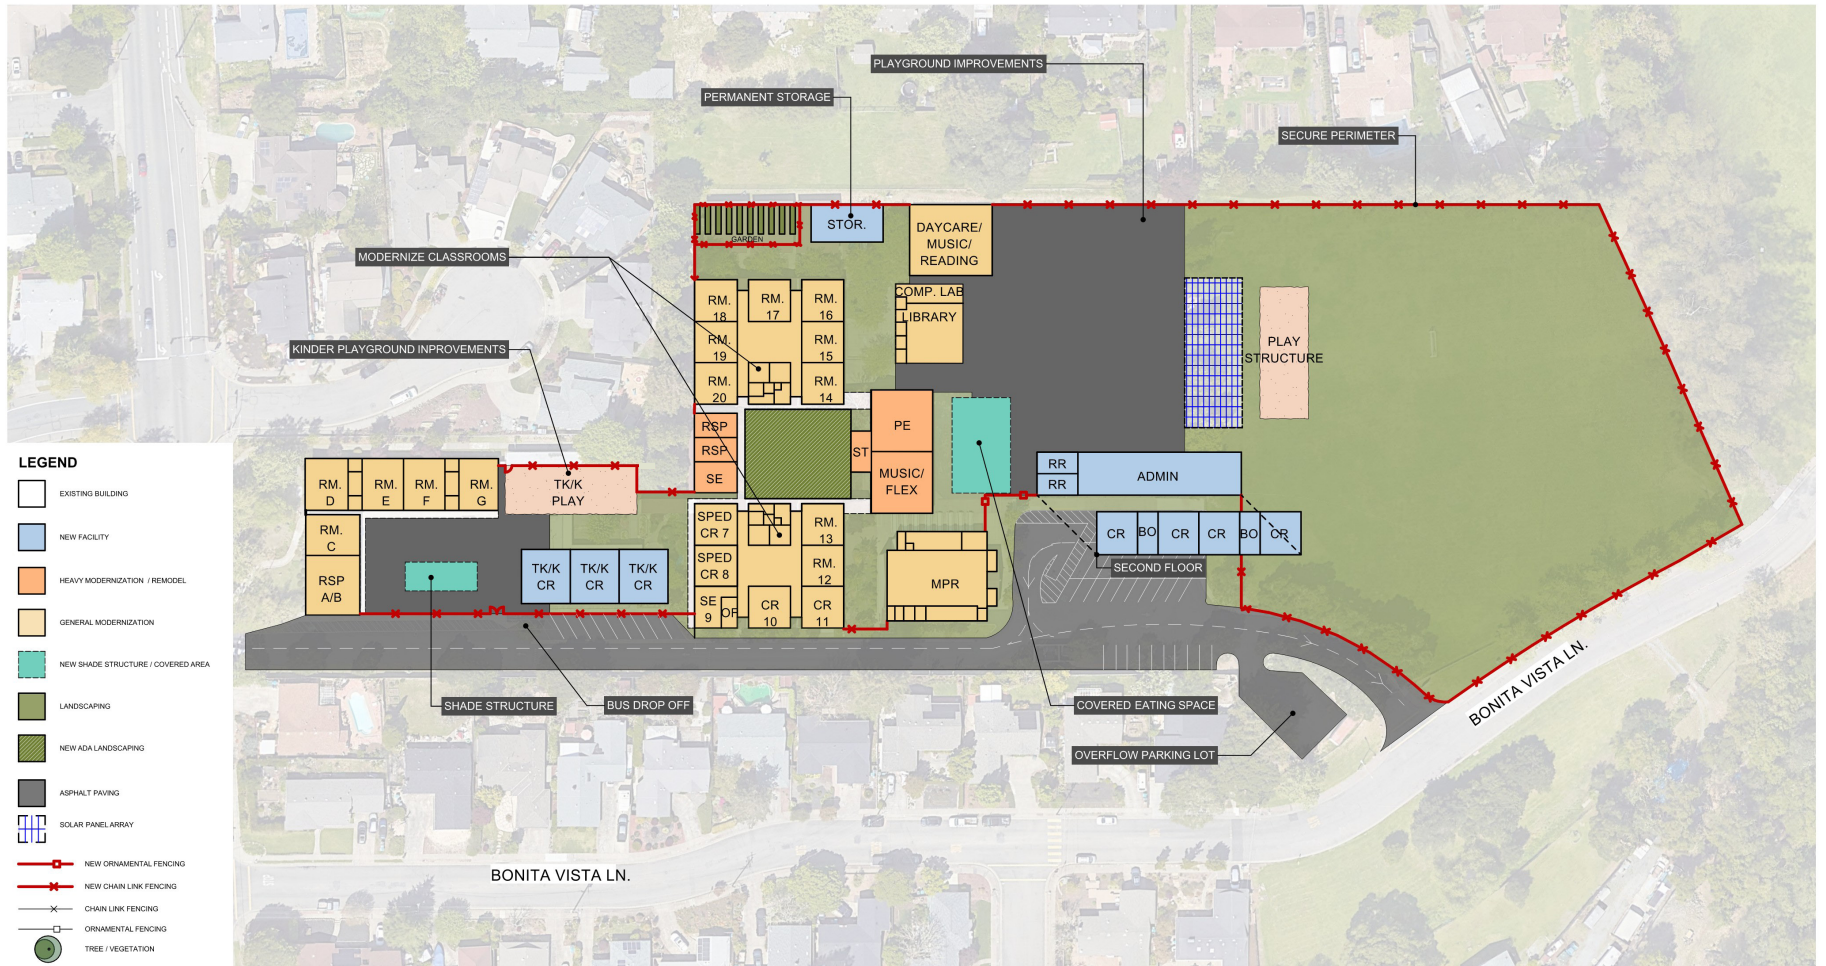 PLAYGROUND IMPROVEMENTS
PERMANENT STORAGE
SECURE PERIMETER
STOR.
GARDEN
DAYCARE/
MUSIC/
READING
MODERNIZE CLASSROOMS
COMP. LAB
LIBRARY
RM.
18
RM.
17
RM.
16
RM.
19
RM.
15
RM.
20
RM.
14
KINDER PLAYGROUND INPROVEMENTS
PLAY
STRUCTURE
RSP
RSP
SE
ST
PE
MUSIC/
FLEX
RR
RR
ADMIN
RM.
D
RM.
E
RM.
F
RM.
G
TK/K
PLAY
RM.
C
RSP
A/B
TK/K
CR
TK/K
CR
TK/K
CR
SPED
CR 7
SPED
CR 8
SE
9
OF
CR
10
RM.
13
RM.
12
CR
11
MPR
CR
BO
CR
CR
BO
CR
SECOND FLOOR
SHADE STRUCTURE
BUS DROP OFF
COVERED EATING SPACE
OVERFLOW PARKING LOT
BONITA VISTA LN.
BONITA VISTA LN.
LEGEND
EXISTING BUILDING
NEW FACILITY
HEAVY MODERNIZATION / REMODEL
GENERAL MODERNIZATION
NEW SHADE STRUCTURE / COVERED AREA
LANDSCAPING
NEW ADA LANDSCAPING
ASPHALT PAVING
SOLAR PANEL ARRAY
NEW ORNAMENTAL FENCING
NEW CHAIN LINK FENCING
CHAIN LINK FENCING
ORNAMENTAL FENCING
TREE / VEGETATION